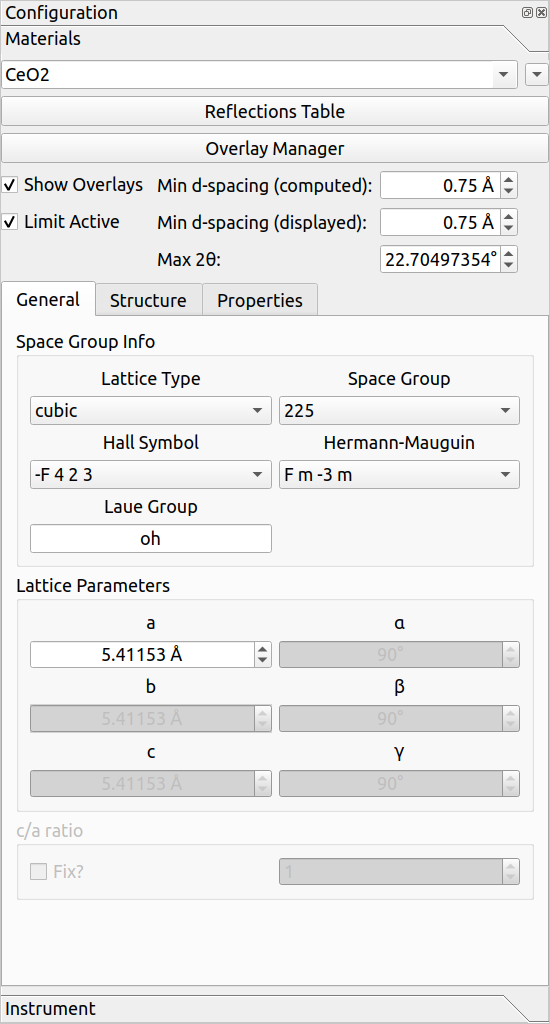 Configuration
Materials
CeO2
Reflections Table
Overlay Manager
Show Overlays Min d-spacing (computed): 0.75 Å
Limit Active Min d-spacing (displayed): 0.75 Å
Max 2θ: 22.70497354°
General Structure Properties
Space Group Info
Lattice Type Space Group
cubic 225
Hall Symbol Hermann-Mauguin
-F 4 2 3 F m -3 m
Laue Group
oh
Lattice Parameters
a α
5.41153 Å 90°
b β
5.41153 Å 90°
c γ
5.41153 Å 90°
c/a ratio
Fix? 1
Instrument